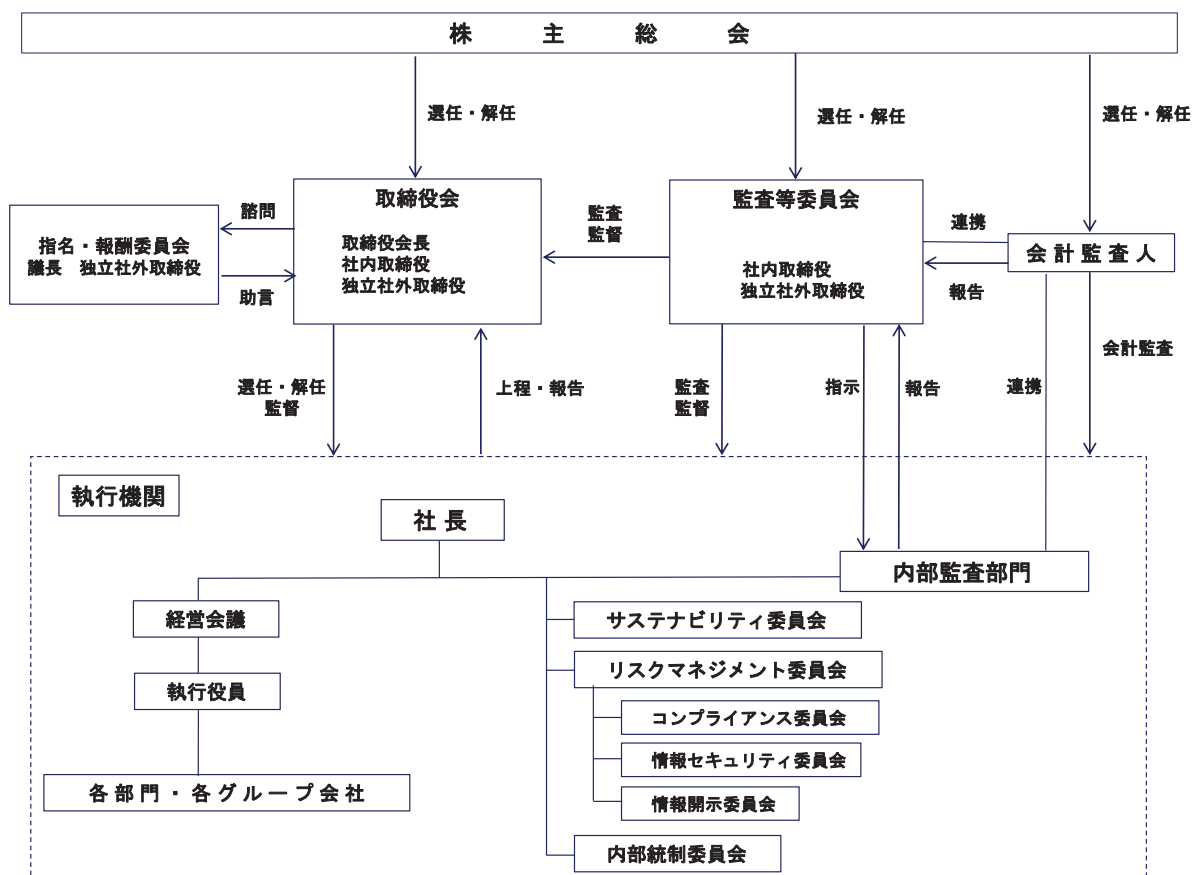 株主総会
選任・解任
選任・解任
選任・解任
取締役会
取締役会長
社内取締役
独立社外取締役
監査等委員会
社内取締役
独立社外取締役
諮問
指名・報酬委員会
議長 独立社外取締役
助言
監査
監督
連携
会計監査人
報告
選任・解任
監督
上程・報告
監査
監督
指示
報告
連携
会計監査
執行機関
社長
内部監査部門
経営会議
執行役員
各部門・各グループ会社
サステナビリティ委員会
リスクマネジメント委員会
コンプライアンス委員会
情報セキュリティ委員会
情報開示委員会
内部統制委員会